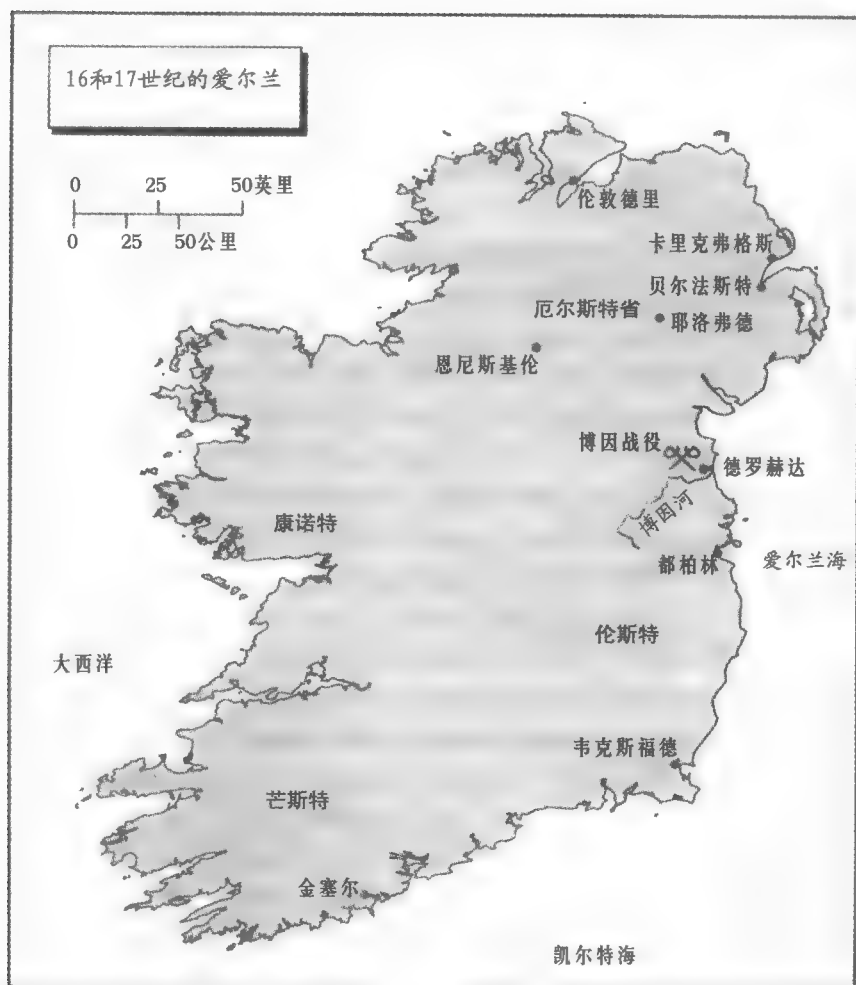 16和17世纪的爱尔兰
0 25 50英里
0 25 50公里
伦敦德里
卡里克弗格斯
贝尔法斯特
厄尔斯特省
耶洛弗德
恩尼斯基伦
博因战役
德罗赫达
博因河
康诺特
都柏林
爱尔兰海
伦斯特
大西洋
韦克斯福德
芒斯特
金塞尔
凯尔特海